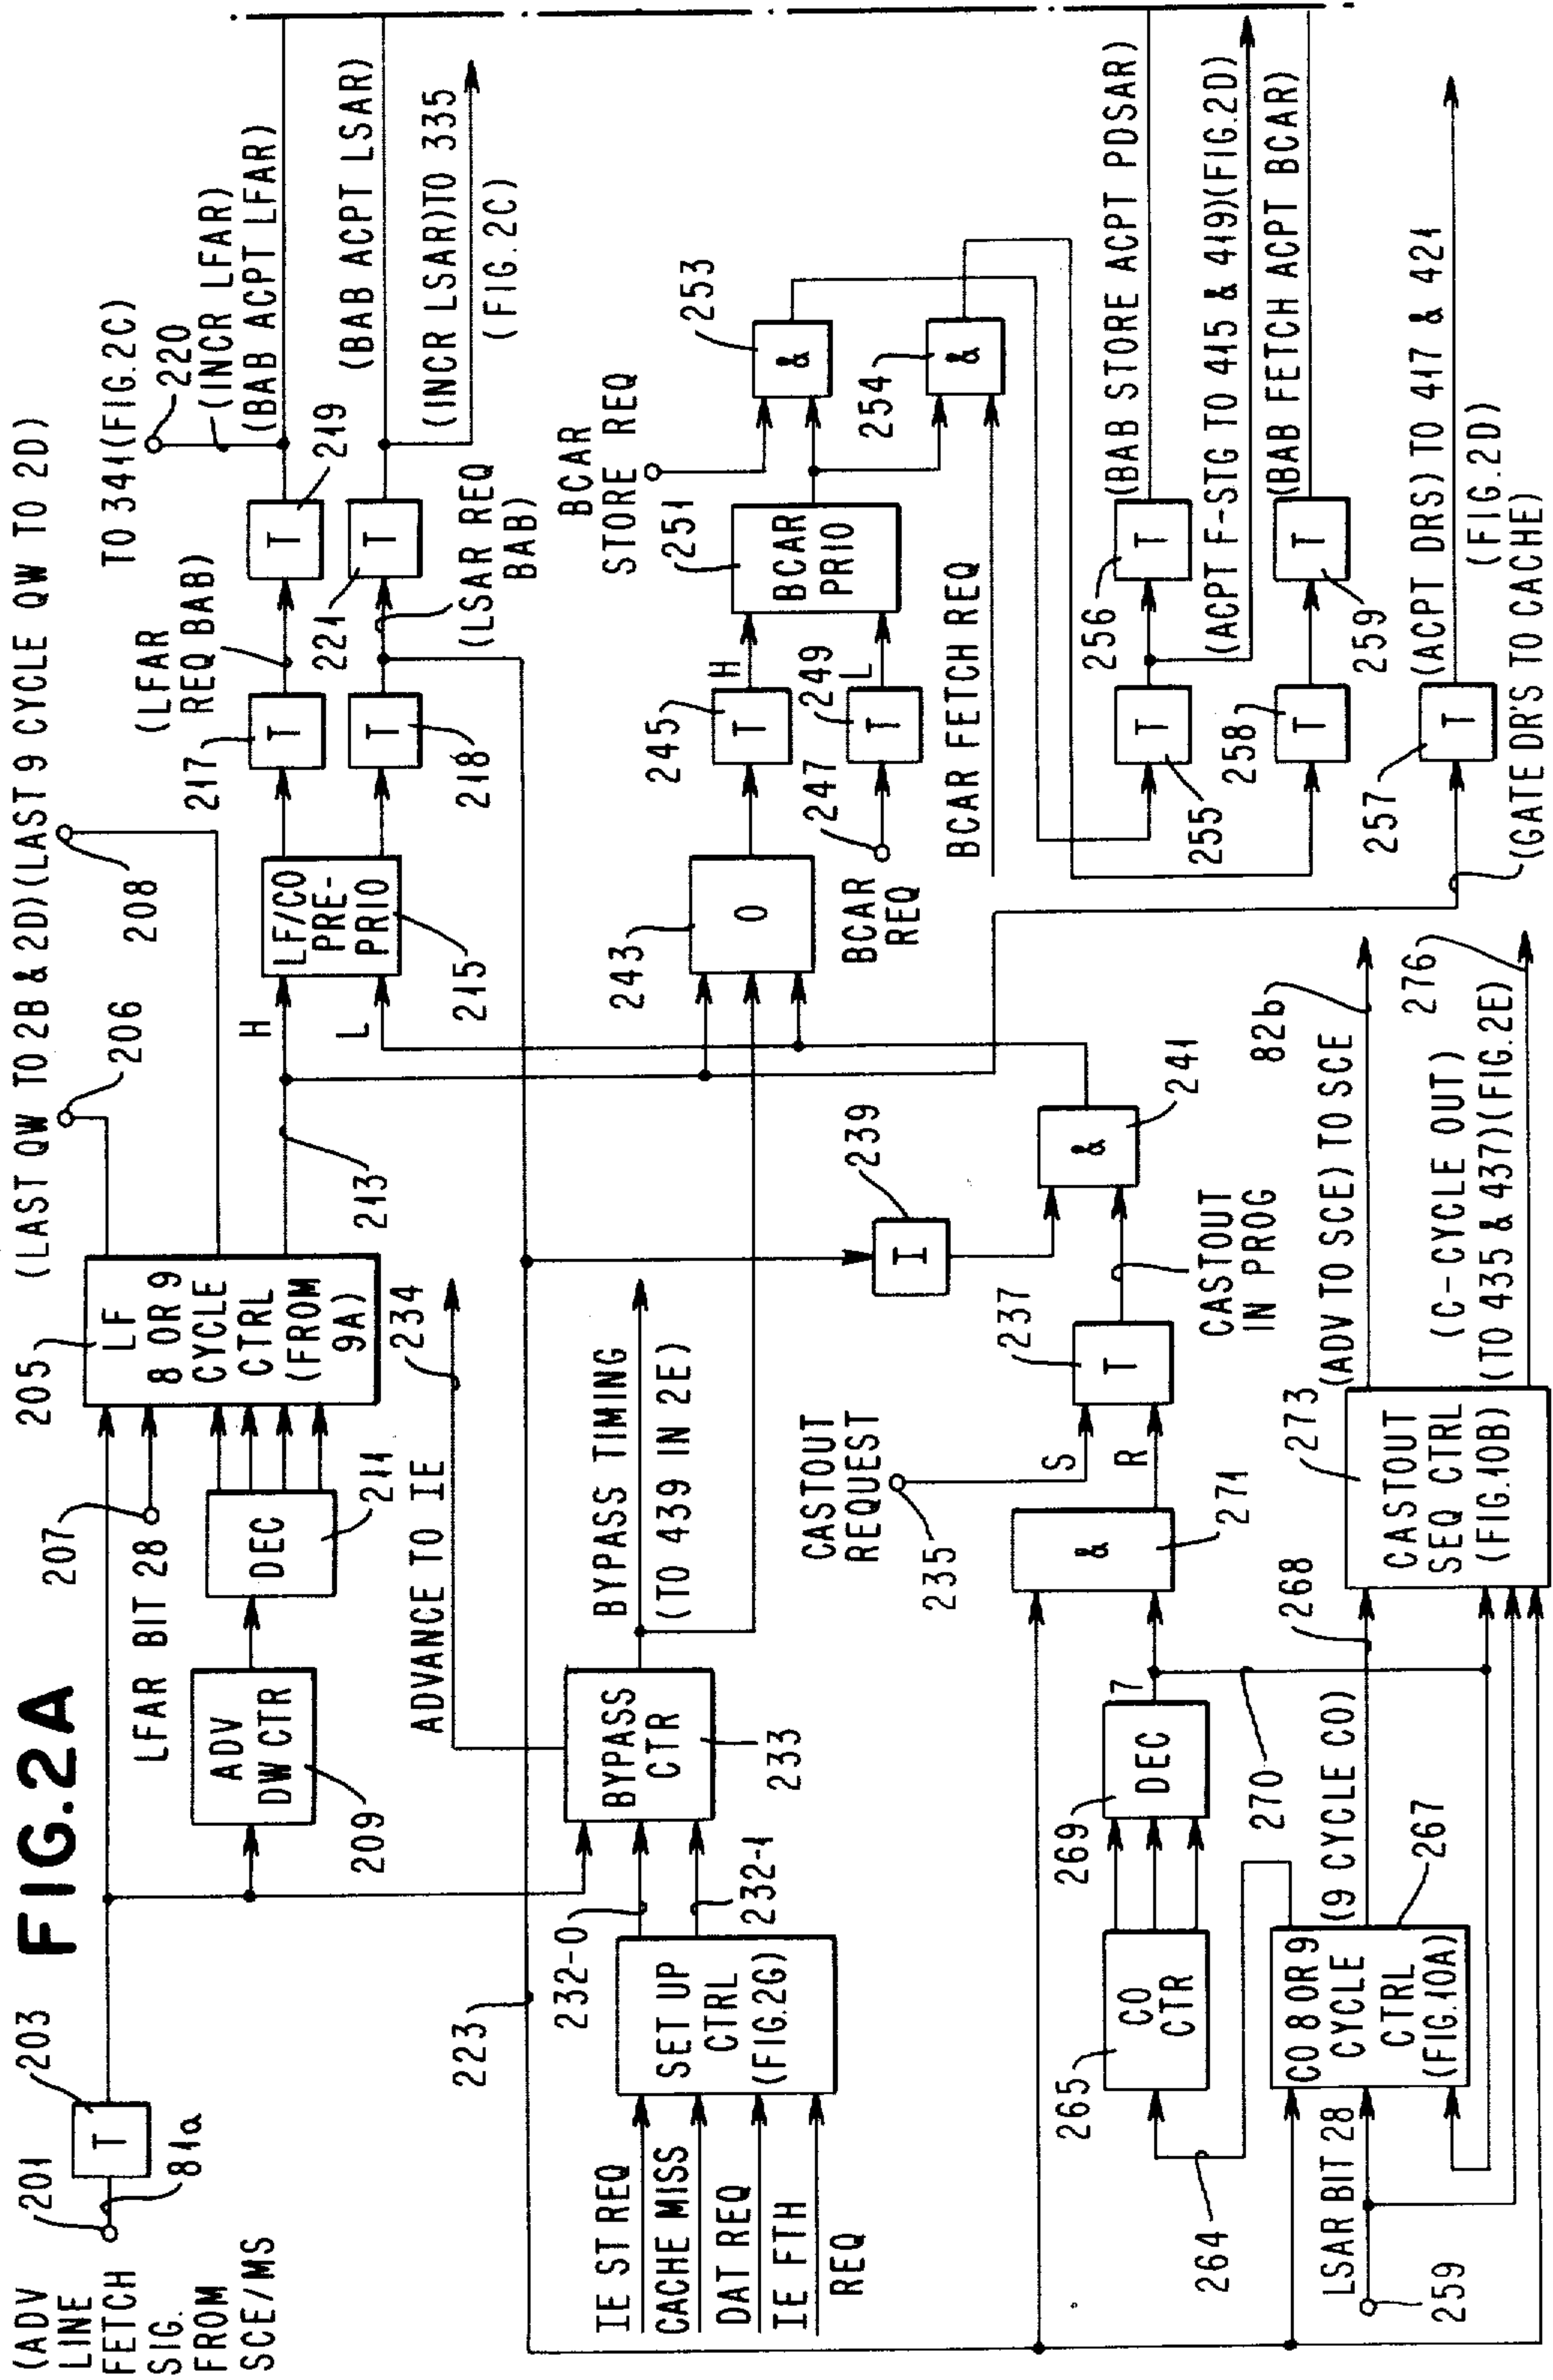 FIG. 2A
(ADV
LINE
FETCH
SIG.
FROM
SCE/MS
201
81a
T
203
207
LFAR BIT 28
ADV
DW CTR
209
DEC
211
205
LF
8 OR 9
CYCLE
CTRL
(FROM
9A)
(LAST QW TO 2B & 2D)
206
(LAST 9 CYCLE QW TO 2D)
208
213
H
L
LF/CO
PRE-
PRIO
215
217
T
(LFAR
REQ BAB)
T
218
T
219
221
T
(LSAR REQ
BAB)
TO 341(FIG.2C)
220
(INCR LFAR)
(BAB ACPT LFAR)
(BAB ACPT LSAR)
(INCR LSAR)TO 335
(FIG.2C)
223
IE ST REQ
CACHE MISS
DAT REQ
IE FTH
REQ
SET UP
CTRL
(FIG.2G)
232-0
232-1
BYPASS
CTR
233
ADVANCE TO IE
234
BYPASS TIMING
(TO 439 IN 2E)
CASTOUT
REQUEST
235
S
R
T
237
CASTOUT
IN PROG
I
239
&
241
243
O
245
T
H
BCAR
REQ
247
T
249
L
251
BCAR
PRIO
BCAR
STORE REQ
&
253
254
&
BCAR FETCH REQ
T
255
256
T
(BAB STORE ACPT PDSAR)
(ACPT F-STG TO 415 & 419)(FIG.2D)
258
T
T
259
(BAB FETCH ACPT BCAR)
257
T
(ACPT DRS) TO 417 & 421
(FIG.2D)
(GATE DR'S TO CACHE)
264
265
CO
CTR
269
DEC
7
&
271
270
LSAR BIT 28
259
CO 8 OR 9
CYCLE
CTRL
(FIG.10A)
267
(9 CYCLE CO)
268
CASTOUT
SEQ CTRL
(FIG.10B)
273
(ADV TO SCE) TO SCE
82b
(C-CYCLE OUT)
(TO 435 & 437)(FIG.2E)
276